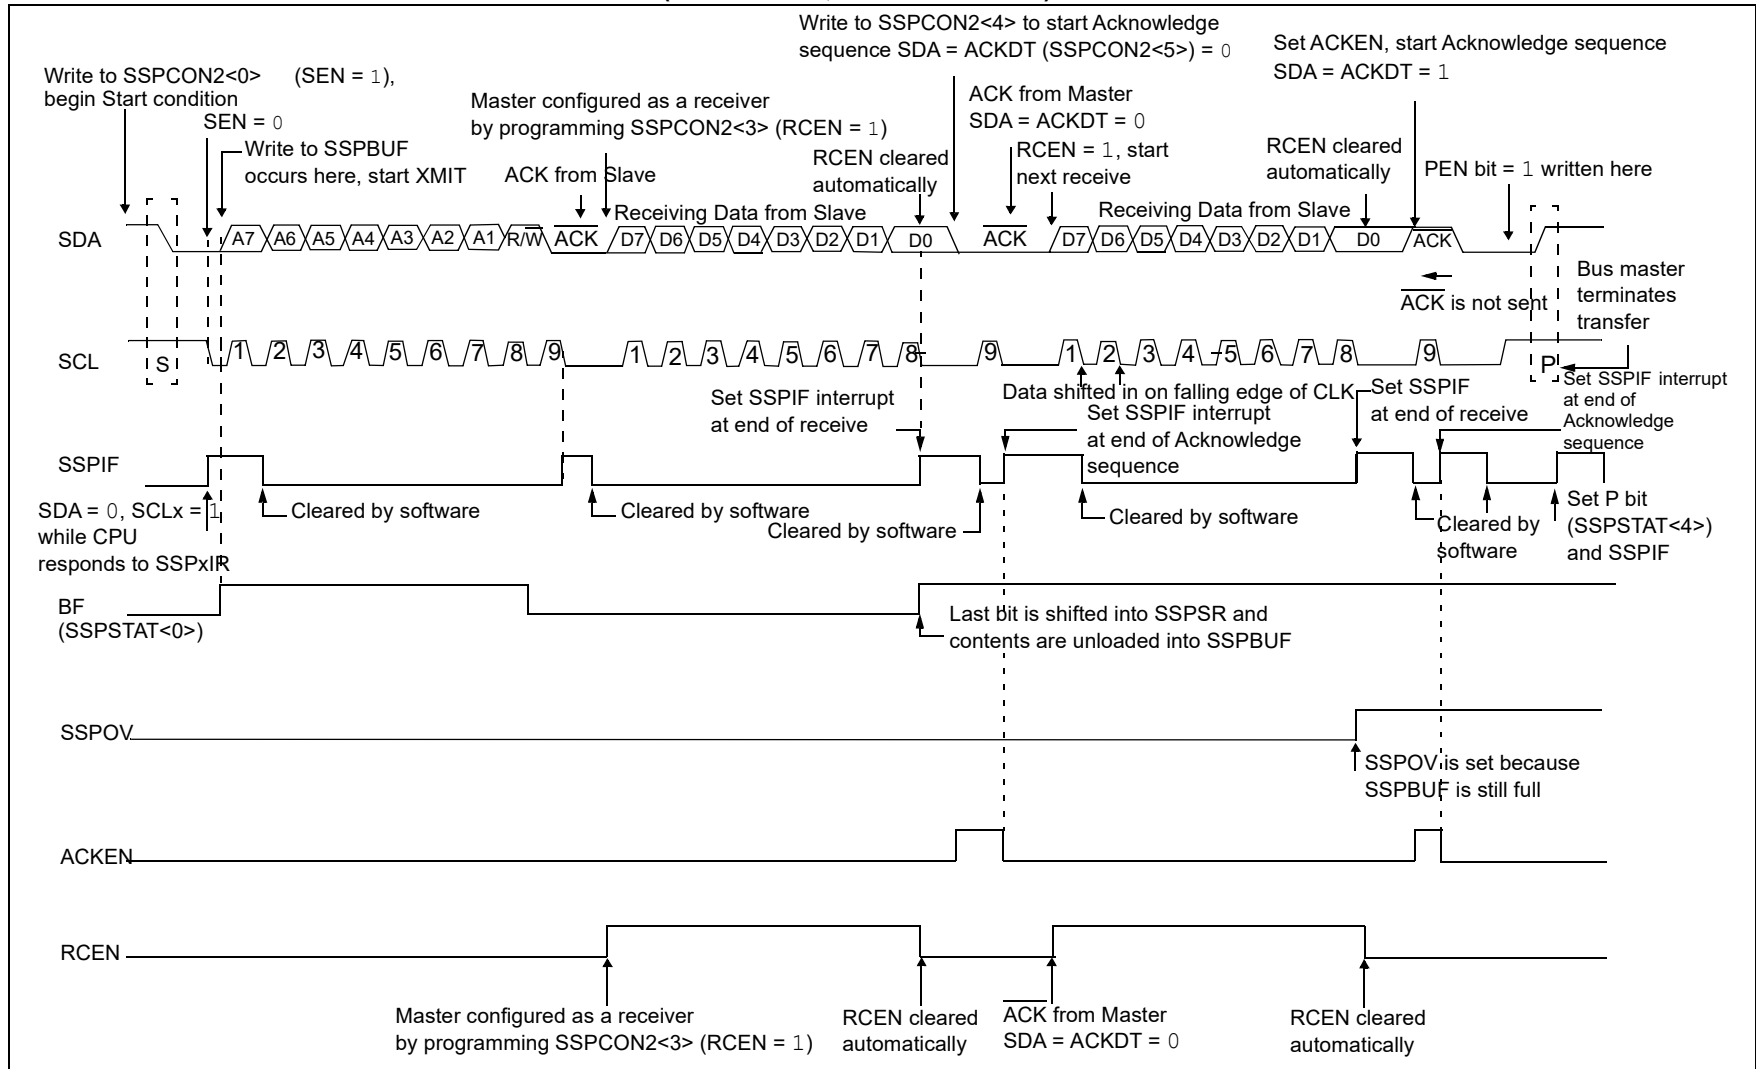 Write to SSPCON2<4> to start Acknowledge
sequence SDA = ACKDT (SSPCON2<5>) = 0
Set ACKEN, start Acknowledge sequence
SDA = ACKDT = 1
Write to SSPCON2<0> (SEN = 1),
begin Start condition
SEN = 0
Write to SSPBUF
occurs here, start XMIT
Master configured as a receiver
by programming SSPCON2<3> (RCEN = 1)
ACK from Slave
RCEN cleared
automatically
ACK from Master
SDA = ACKDT = 0
RCEN = 1, start
next receive
RCEN cleared
automatically
PEN bit = 1 written here
Receiving Data from Slave
Receiving Data from Slave
SDA
A7 A6 A5 A4 A3 A2 A1 R/W ACK D7 D6 D5 D4 D3 D2 D1 D0 ACK D7 D6 D5 D4 D3 D2 D1 D0 ACK
ACK is not sent
Bus master
terminates
transfer
SCL
S 1 2 3 4 5 6 7 8 9 1 2 3 4 5 6 7 8 9 1 2 3 4 5 6 7 8 9 P
Data shifted in on falling edge of CLK
Set SSPIF interrupt
at end of receive
Set SSPIF interrupt
at end of Acknowledge
sequence
Set SSPIF
at end of receive
Set SSPIF interrupt
at end of
Acknowledge
sequence
SSPIF
SDA = 0, SCLx = 1
while CPU
responds to SSPxIR
Cleared by software
Cleared by software
Cleared by software
Cleared by software
Cleared by
software
Set P bit
(SSPSTAT<4>)
and SSPIF
BF
(SSPSTAT<0>)
Last bit is shifted into SSPSR and
contents are unloaded into SSPBUF
SSPOV
SSPOV is set because
SSPBUF is still full
ACKEN
RCEN
Master configured as a receiver
by programming SSPCON2<3> (RCEN = 1)
RCEN cleared
automatically
ACK from Master
SDA = ACKDT = 0
RCEN cleared
automatically